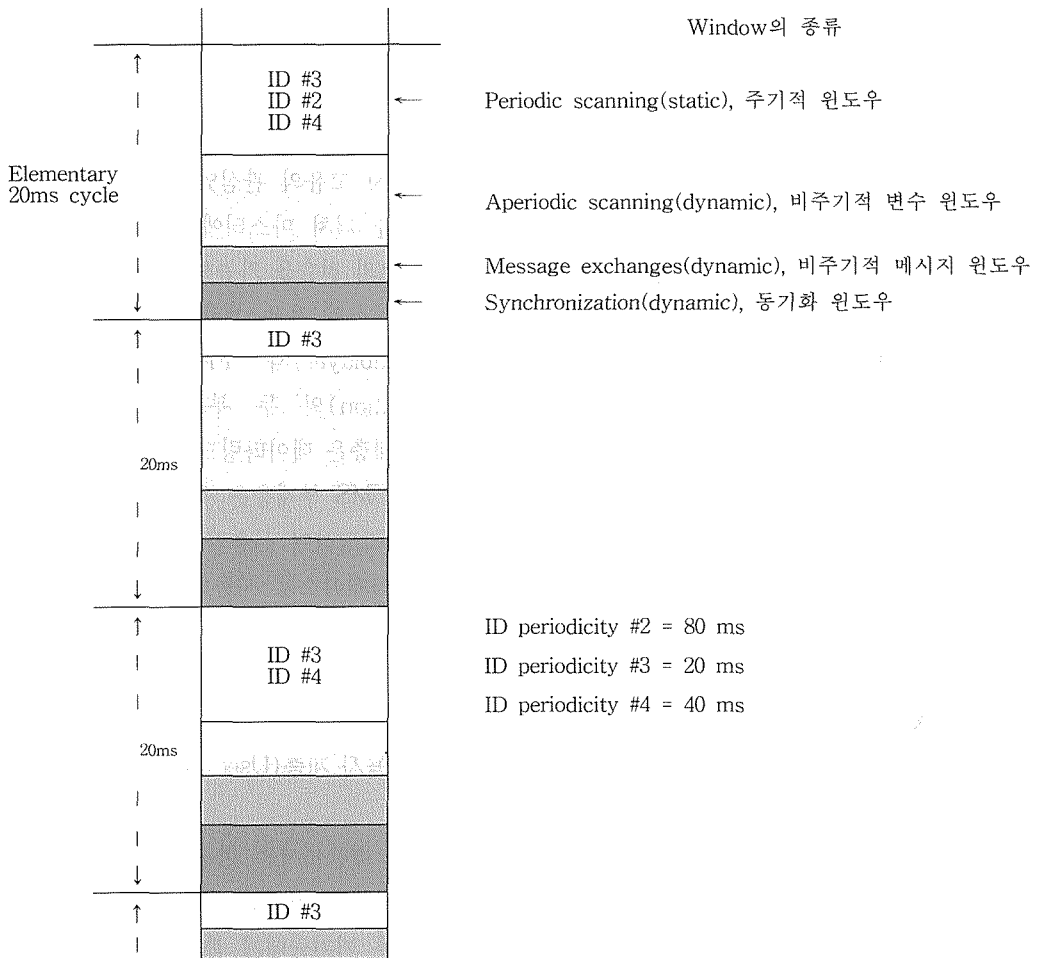 Window의 종류
ID #3
ID #2
ID #4
Periodic scanning(static), 주기적 윈도우
Elementary
20ms cycle
Aperiodic scanning(dynamic), 비주기적 변수 윈도우
Message exchanges(dynamic), 비주기적 메시지 윈도우
Synchronization(dynamic), 동기화 윈도우
ID #3
20ms
ID #3
ID #4
ID periodicity #2 = 80 ms
ID periodicity #3 = 20 ms
ID periodicity #4 = 40 ms
20ms
ID #3